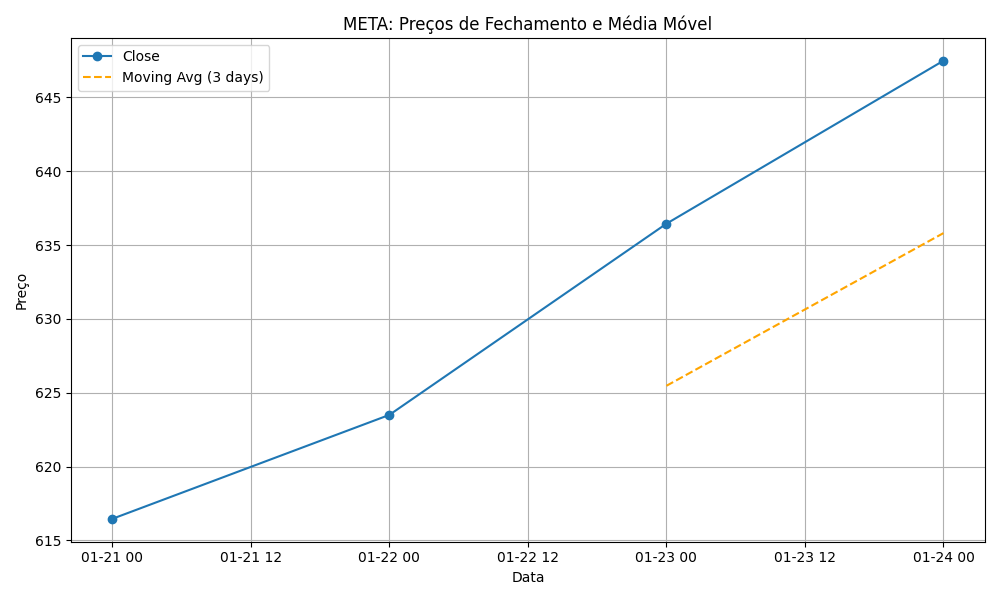 META: Preços de Fechamento e Média Móvel
Close
Moving Avg (3 days)
Preço
645
640
635
630
625
620
615
01-21 00
01-21 12
01-22 00
01-22 12
01-23 00
01-23 12
01-24 00
Data